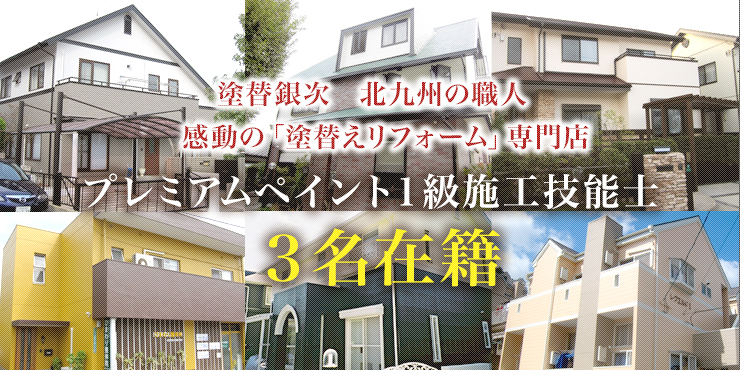 塗替銀次　北九州の職人
感動の「塗替えリフォーム」専門店
プレミアムペイント1級施工技能士
3名在籍